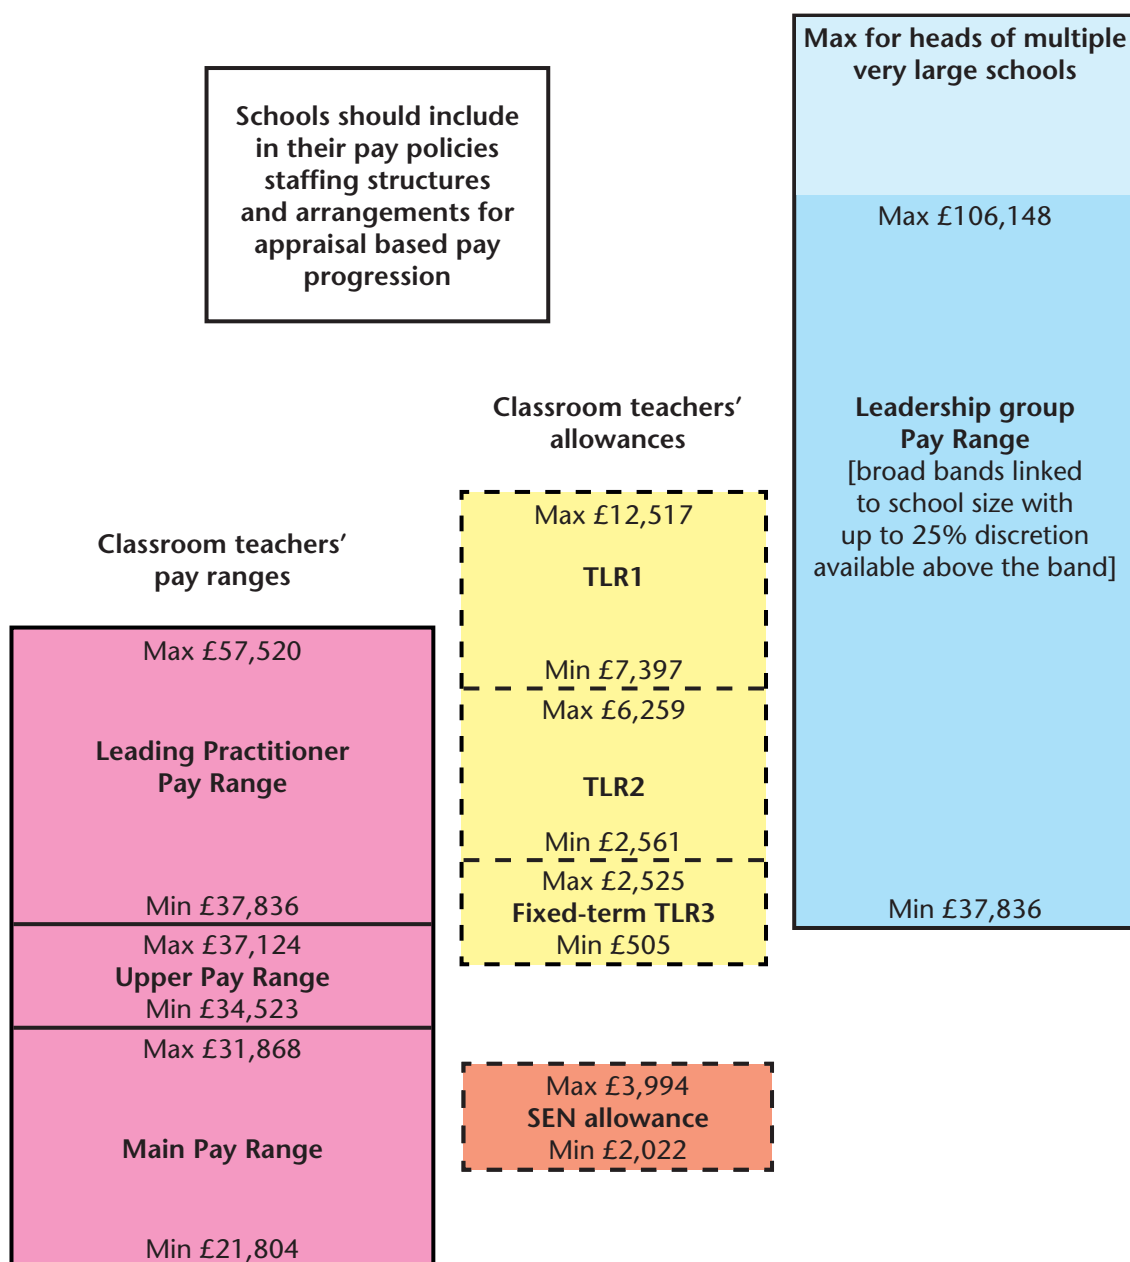 Schools should include
in their pay policies
staffing structures
and arrangements for
appraisal based pay
progression
Classroom teachers’
pay ranges
Max £57,520
Leading Practitioner
Pay Range
Min £37,836
Max £37,124
Upper Pay Range
Min £34,523
Max £31,868
Main Pay Range
Min £21,804
Classroom teachers’
allowances
Max £12,517
TLR1
Min £7,397
Max £6,259
TLR2
Min £2,561
Max £2,525
Fixed-term TLR3
Min £505
Max £3,994
SEN allowance
Min £2,022
Max for heads of multiple
very large schools
Max £106,148
Leadership group
Pay Range
[broad bands linked
to school size with
up to 25% discretion
available above the band]
Min £37,836